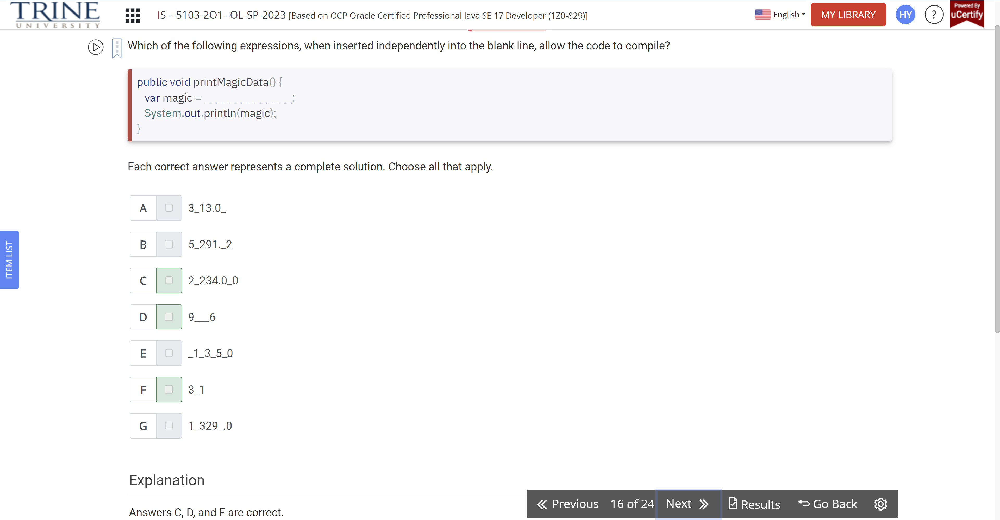 TRINE
UNIVERSITY
IS---5103-2O1--OL-SP-2023 [Based on OCP Oracle Certified Professional Java SE 17 Developer (1Z0-829)]
English
MY LIBRARY
HY
?
Powered By
uCertify
Which of the following expressions, when inserted independently into the blank line, allow the code to compile?
public void printMagicData() {
var magic = ______________;
System.out.println(magic);
}
Each correct answer represents a complete solution. Choose all that apply.
A 3_13.0_
B 5_291._2
C 2_234.0_0
D 9___6
E _1_3_5_0
F 3_1
G 1_329_.0
ITEM LIST
Explanation
Answers C, D, and F are correct.
Previous 16 of 24 Next Results Go Back